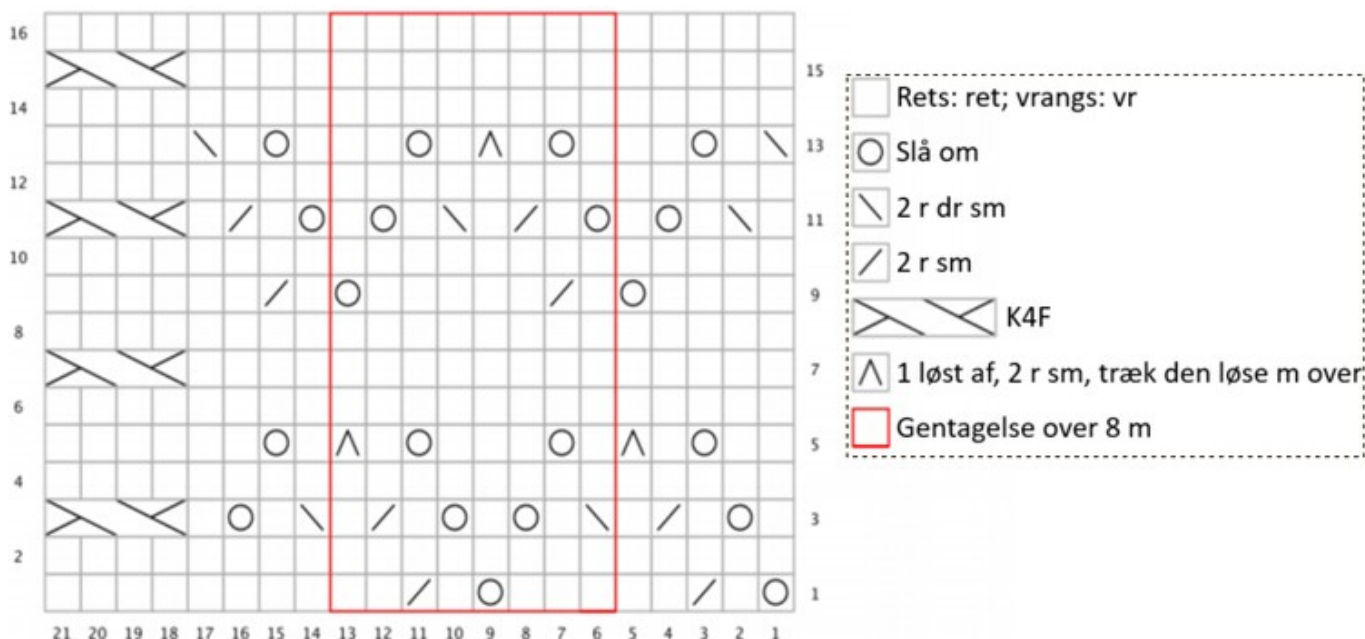 16
15
14
13
12
11
10
9
8
7
6
5
4
3
2
1
21 20 19 18 17 16 15 14 13 12 11 10 9 8 7 6 5 4 3 2 1
Rets: ret; vrangs: vr
Slå om
2 r dr sm
2 r sm
K4F
1 løst af, 2 r sm, træk den løse m over
Gentagelse over 8 m